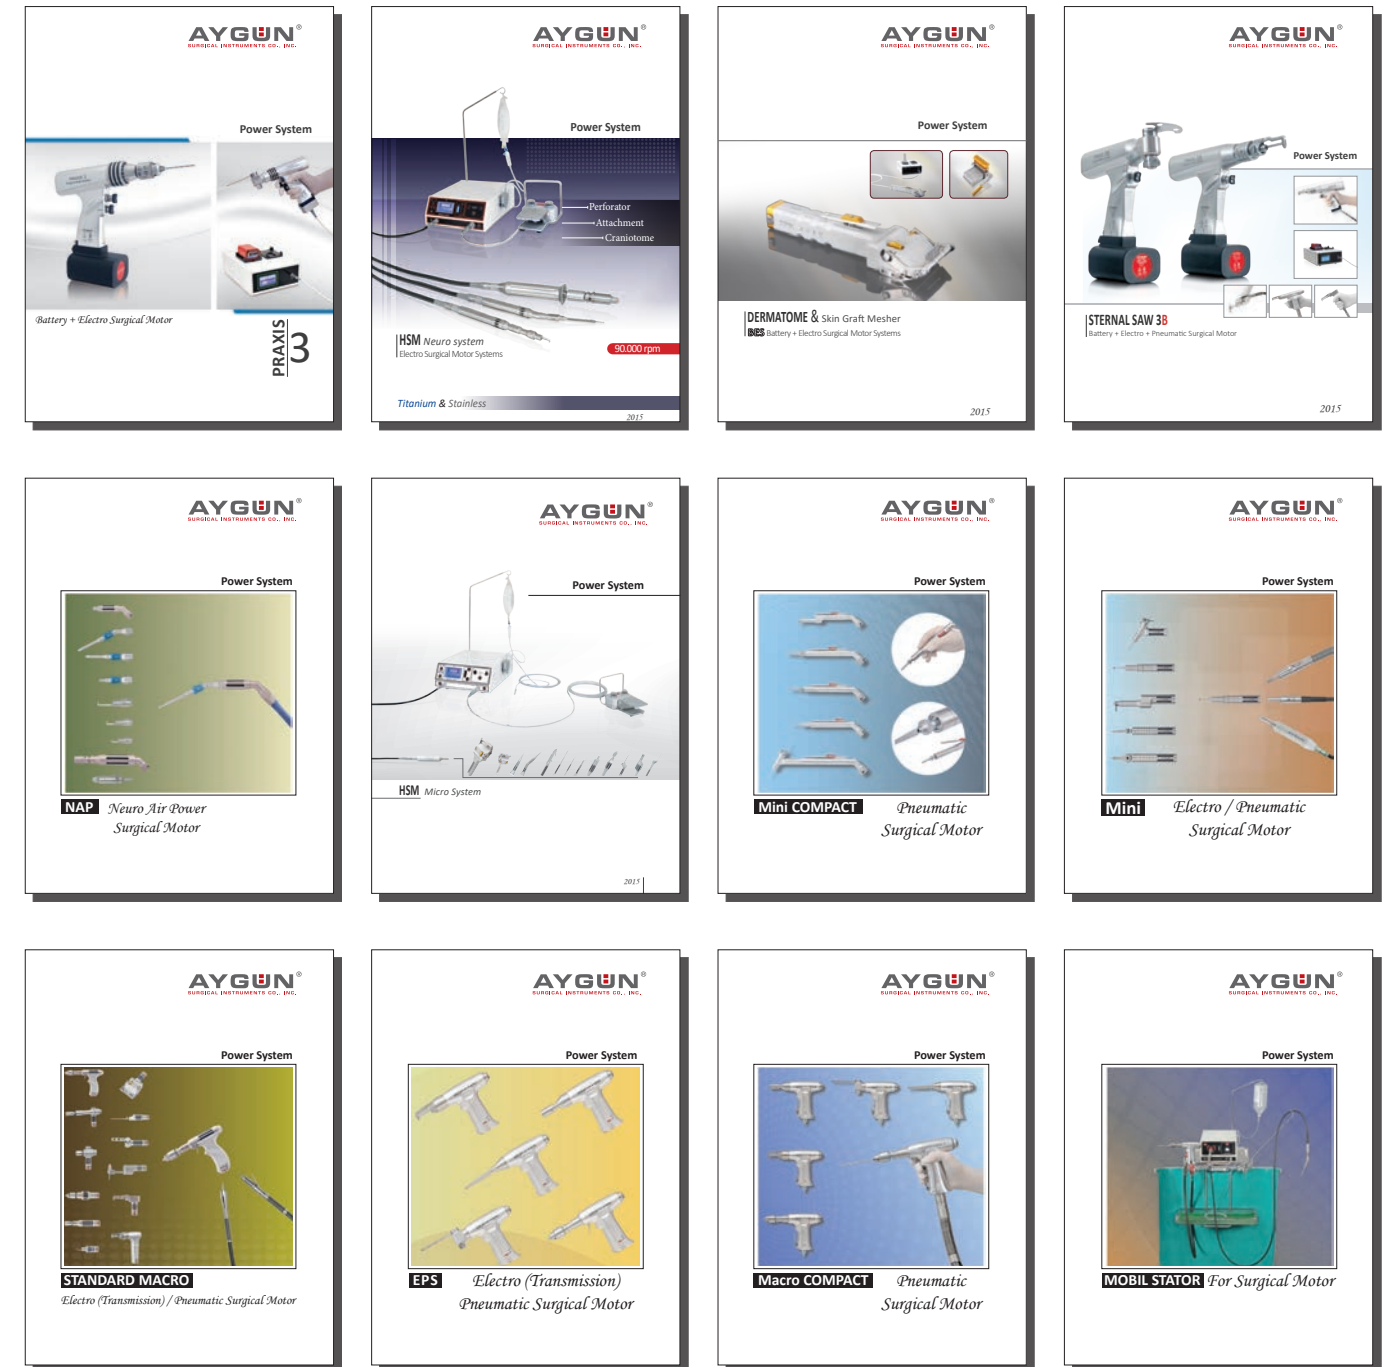 AYGUN®
SURGICAL INSTRUMENTS CO., INC.
Power System
Battery + Electro Surgical Motor
PRAXIS
3
AYGUN®
SURGICAL INSTRUMENTS CO., INC.
Power System
Perforator
Attachment
Craniotome
HSM Neuro system
Electro Surgical Motor Systems
90.000 rpm
Titanium & Stainless
2015
AYGUN®
SURGICAL INSTRUMENTS CO., INC.
Power System
DERMATOME & Skin Graft Mesher
BES Battery + Electro Surgical Motor Systems
2015
AYGUN®
SURGICAL INSTRUMENTS CO., INC.
Power System
STERNAL SAW 3B
Battery + Electro + Pneumatic Surgical Motor
2015
AYGUN®
SURGICAL INSTRUMENTS CO., INC.
Power System
NAP Neuro Air Power
Surgical Motor
AYGUN®
SURGICAL INSTRUMENTS CO., INC.
Power System
HSM Micro System
2015
AYGUN®
SURGICAL INSTRUMENTS CO., INC.
Power System
Mini COMPACT Pneumatic
Surgical Motor
AYGUN®
SURGICAL INSTRUMENTS CO., INC.
Power System
Mini Electro / Pneumatic
Surgical Motor
AYGUN®
SURGICAL INSTRUMENTS CO., INC.
Power System
STANDARD MACRO
Electro (Transmission) / Pneumatic Surgical Motor
AYGUN®
SURGICAL INSTRUMENTS CO., INC.
Power System
EPS Electro (Transmission)
Pneumatic Surgical Motor
AYGUN®
SURGICAL INSTRUMENTS CO., INC.
Power System
Macro COMPACT Pneumatic
Surgical Motor
AYGUN®
SURGICAL INSTRUMENTS CO., INC.
Power System
MOBIL STATOR For Surgical Motor